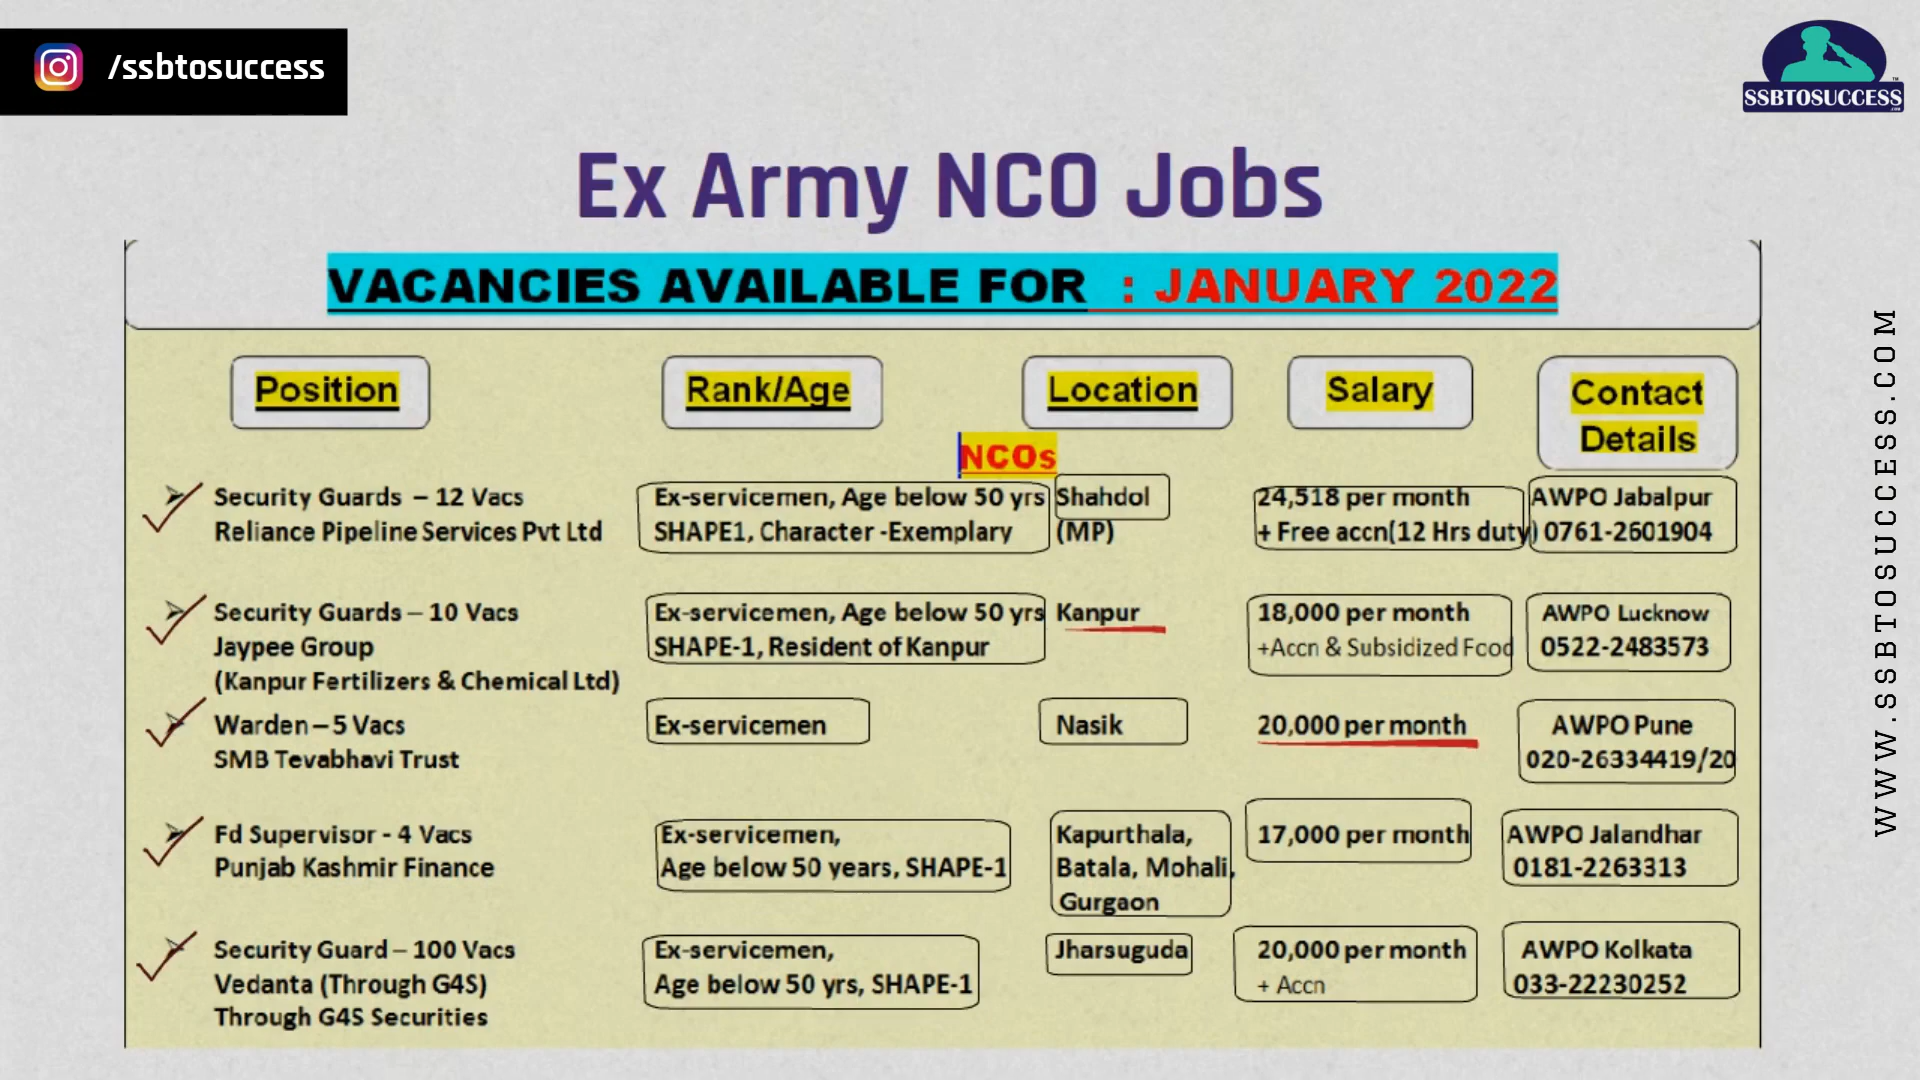 /ssbtosuccess
SSBTOSUCCESS
Ex Army NCO Jobs
VACANCIES AVAILABLE FOR : JANUARY 2022
Position
Rank/Age
Location
Salary
Contact
Details
NCOs
Security Guards – 12 Vacs
Reliance Pipeline Services Pvt Ltd
Ex-servicemen, Age below 50 yrs
SHAPE1, Character -Exemplary
Shahdol
(MP)
24,518 per month
+ Free accn(12 Hrs duty)
AWPO Jabalpur
0761-2601904
Security Guards – 10 Vacs
Jaypee Group
(Kanpur Fertilizers & Chemical Ltd)
Ex-servicemen, Age below 50 yrs
SHAPE-1, Resident of Kanpur
Kanpur
18,000 per month
+Accn & Subsidized Food
AWPO Lucknow
0522-2483573
Warden – 5 Vacs
SMB Tevabhavi Trust
Ex-servicemen
Nasik
20,000 per month
AWPO Pune
020-26334419/20
Fd Supervisor - 4 Vacs
Punjab Kashmir Finance
Ex-servicemen,
Age below 50 years, SHAPE-1
Kapurthala,
Batala, Mohali,
Gurgaon
17,000 per month
AWPO Jalandhar
0181-2263313
Security Guard – 100 Vacs
Vedanta (Through G4S)
Through G4S Securities
Ex-servicemen,
Age below 50 yrs, SHAPE-1
Jharsuguda
20,000 per month
+ Accn
AWPO Kolkata
033-22230252
WWW.SSBTOSUCCESS.COM